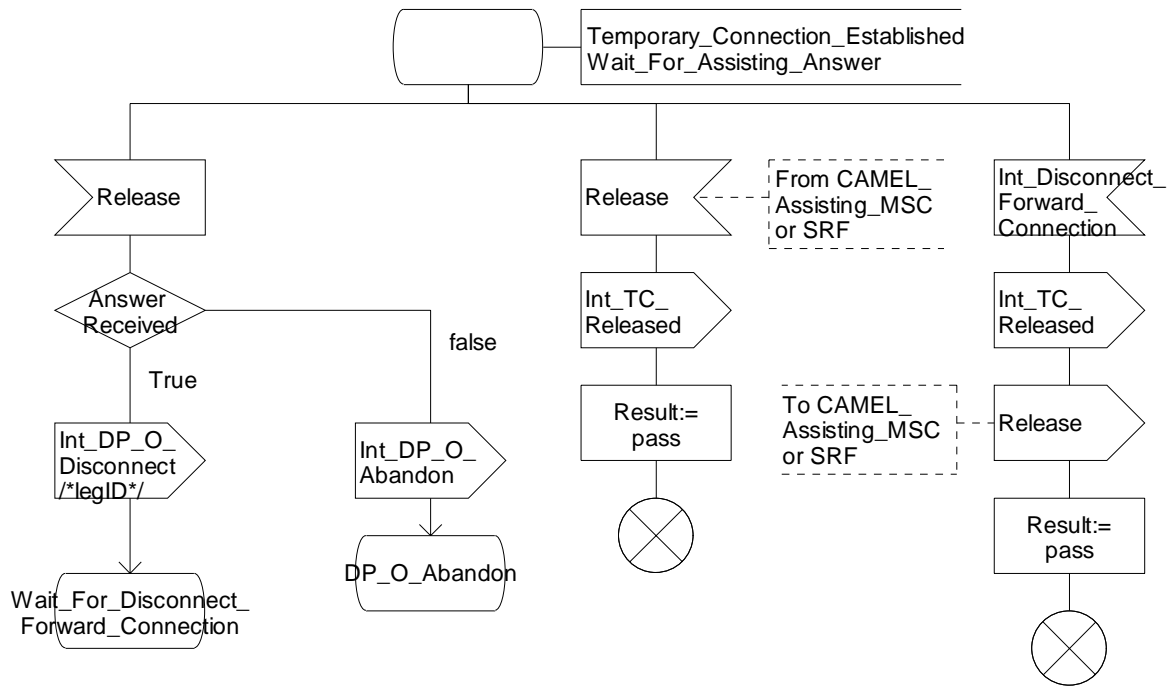 Temporary_Connection_Established
Wait_For_Assisting_Answer
Release
Release
From CAMEL_
Assisting_MSC
or SRF
Int_Disconnect_
Forward_
Connection
Answer
Received
Int_TC_
Released
Int_TC_
Released
false
True
Result:=
pass
To CAMEL_
Assisting_MSC
or SRF
Release
Int_DP_O_
Disconnect
/*legID*/
Int_DP_O_
Abandon
Result:=
pass
DP_O_Abandon
Wait_For_Disconnect_
Forward_Connection